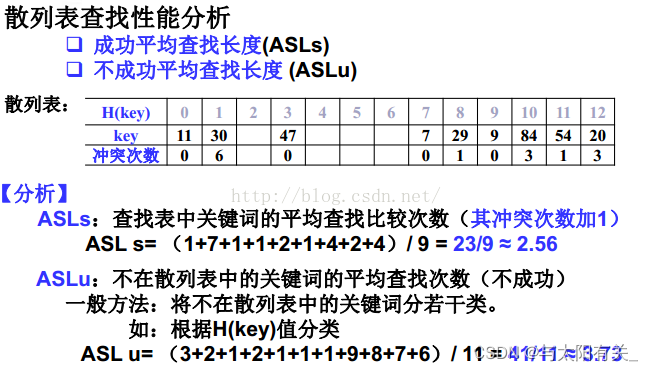 散列表查找性能分析
❑ 成功平均查找长度(ASLs)
❑ 不成功平均查找长度 (ASLu)
散列表:
H(key) 0 1 2 3 4 5 6 7 8 9 10 11 12
key 11 30 47 7 29 9 84 54 20
冲突次数 0 6 0 0 1 0 3 1 3
http://blog.csdn.net/
【分析】
ASLs:查找表中关键词的平均查找比较次数(其冲突次数加1)
ASL s= (1+7+1+1+2+1+4+2+4)/ 9 = 23/9 ≈ 2.56
ASLu:不在散列表中的关键词的平均查找次数(不成功)
一般方法:将不在散列表中的关键词分若干类。
如:根据H(key)值分类
ASL u= (3+2+1+2+1+1+1+9+8+7+6)/ 11 = 41/11 ≈ 3.73
CSDN @与太阳有关_